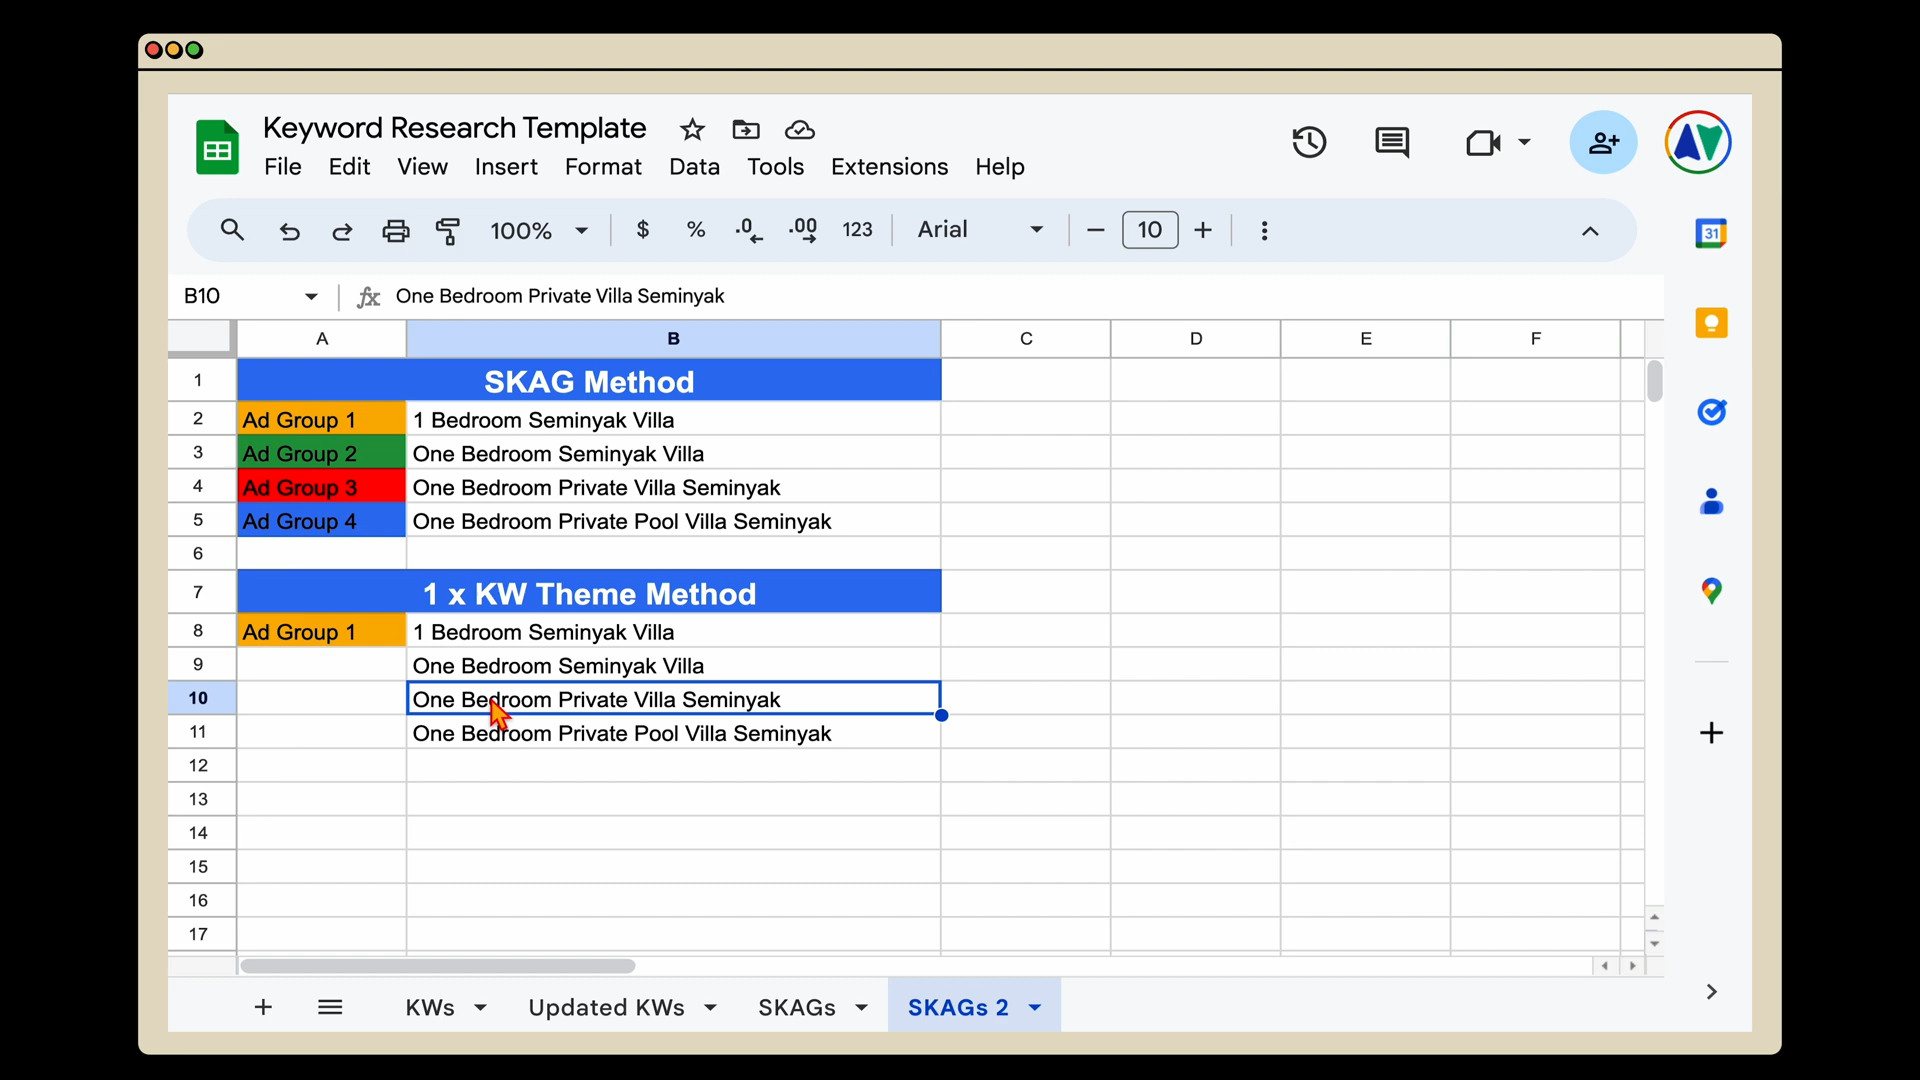 Keyword Research Template
File Edit View Insert Format Data Tools Extensions Help
100% $ % .0 .00 123 Arial 10
31
B10 fx One Bedroom Private Villa Seminyak
A B C D E F
1 SKAG Method
2 Ad Group 1 1 Bedroom Seminyak Villa
3 Ad Group 2 One Bedroom Seminyak Villa
4 Ad Group 3 One Bedroom Private Villa Seminyak
5 Ad Group 4 One Bedroom Private Pool Villa Seminyak
6
7 1 x KW Theme Method
8 Ad Group 1 1 Bedroom Seminyak Villa
9 One Bedroom Seminyak Villa
10 One Bedroom Private Villa Seminyak
11 One Bedroom Private Pool Villa Seminyak
12
13
14
15
16
17
KWs Updated KWs SKAGs SKAGs 2